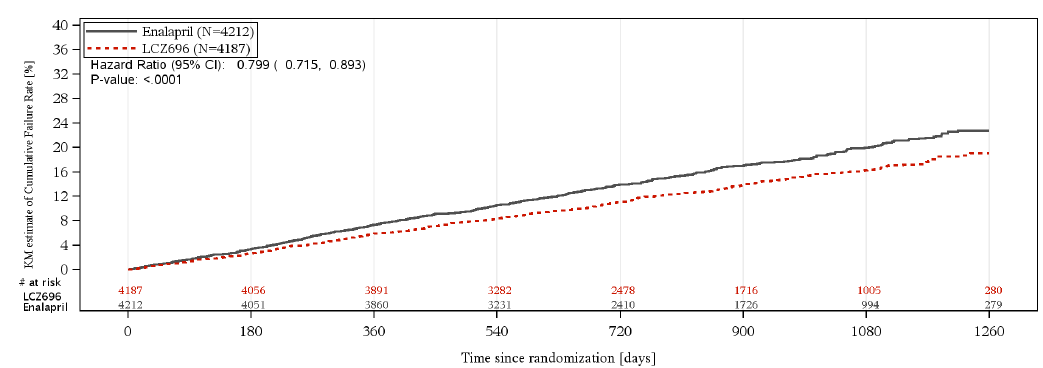 40
36
32
28
24
20
16
12
8
4
0
KM estimate of Cumulative Failure Rate [%]
Enalapril (N=4212)
LCZ696 (N=4187)
Hazard Ratio (95% CI): 0.799 ( 0.715, 0.893)
P-value: <.0001
# at risk
LCZ696 4187 4056 3891 3282 2478 1716 1005 280
Enalapril 4212 4051 3860 3231 2410 1726 994 279
0 180 360 540 720 900 1080 1260
Time since randomization [days]